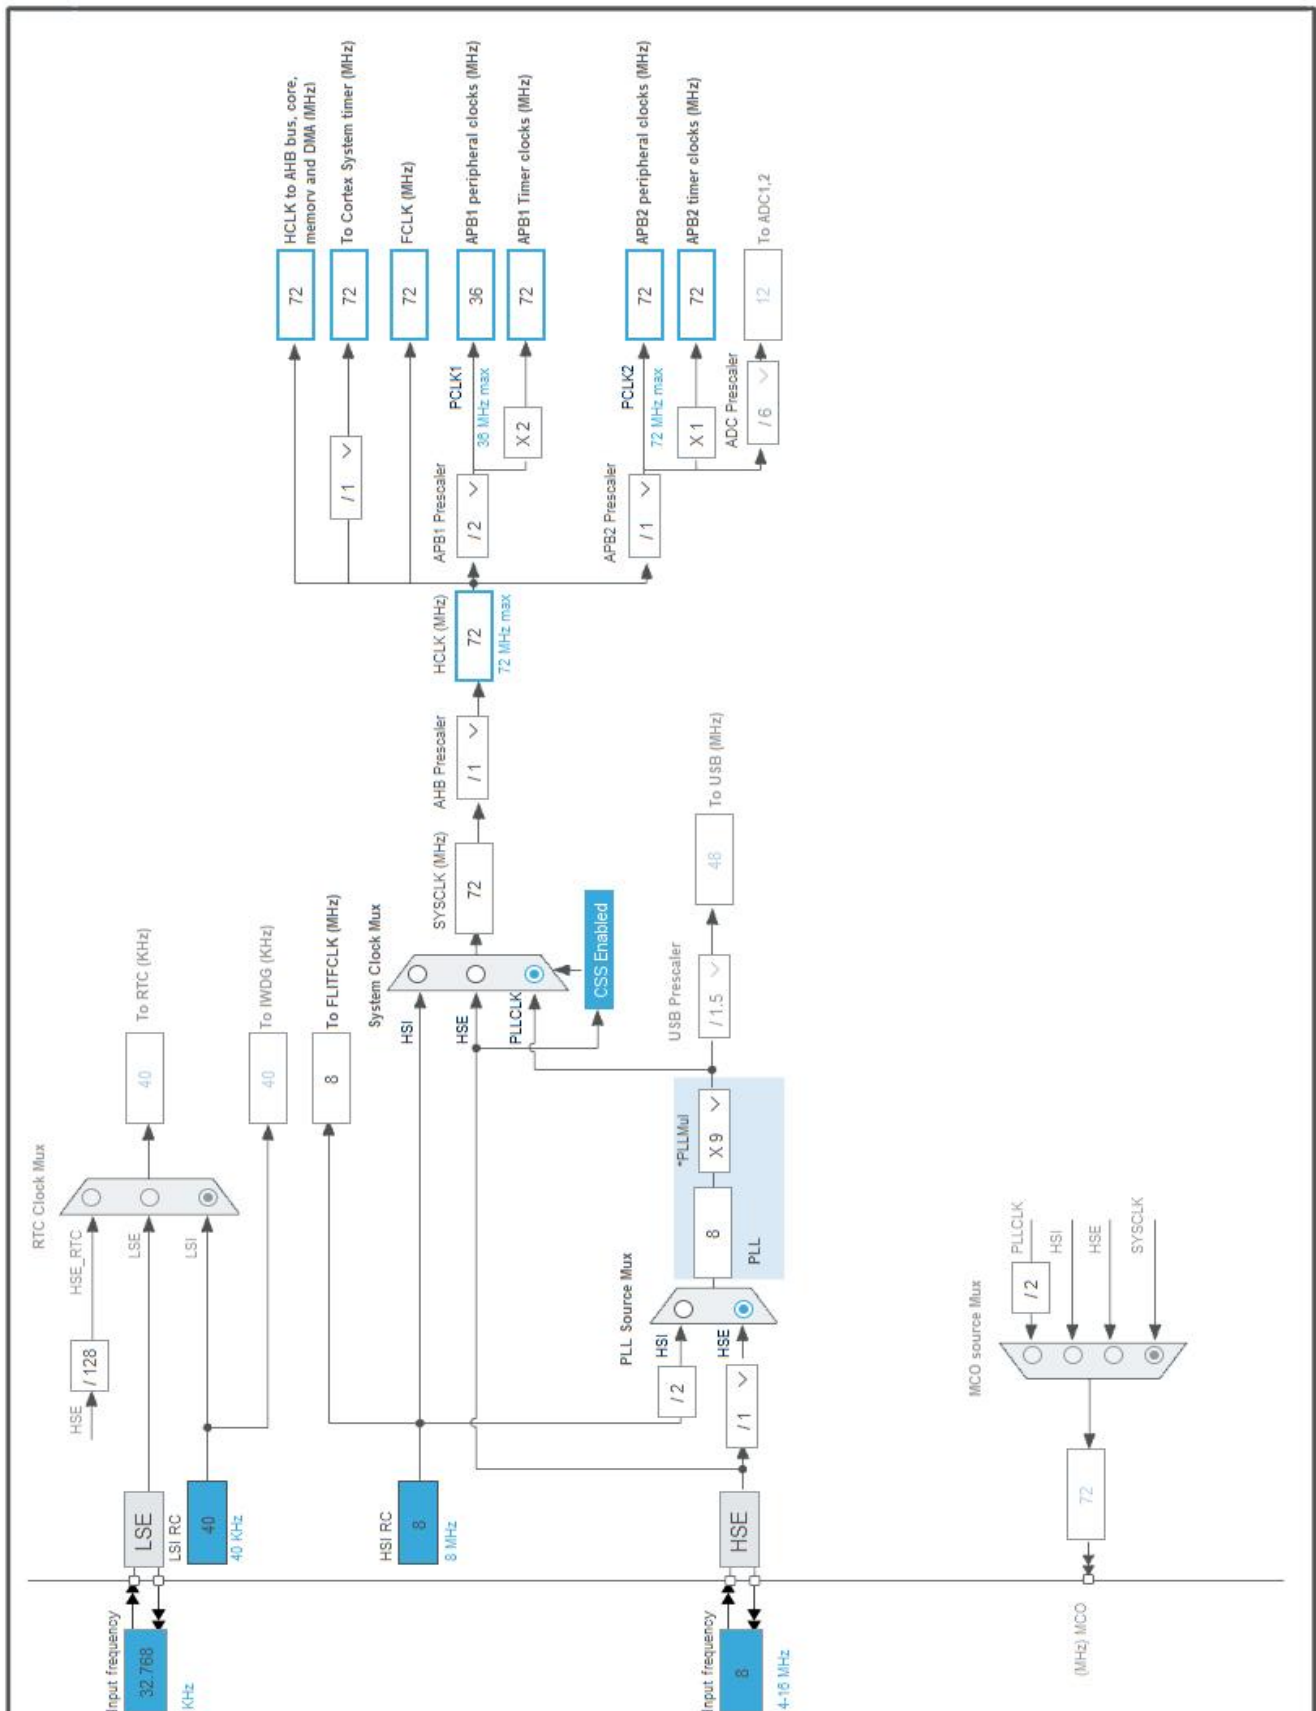 RTC Clock Mux
HSE
/ 128
HSE_RTC
40
To RTC (KHz)
Input frequency
32.768
KHz
LSE
LSE
LSI RC
40
40 KHz
LSI
40
To IWDG (KHz)
8
To FLITFCLK (MHz)
HSI RC
8
8 MHz
System Clock Mux
HSI
HSE
PLLCLK
CSS Enabled
SYSCLK (MHz)
72
AHB Prescaler
/ 1
HCLK (MHz)
72
72 MHz max
72
HCLK to AHB bus, core,
memory and DMA (MHz)
/ 1
72
To Cortex System timer (MHz)
72
FCLK (MHz)
APB1 Prescaler
/ 2
PCLK1
36 MHz max
36
APB1 peripheral clocks (MHz)
X 2
72
APB1 Timer clocks (MHz)
APB2 Prescaler
/ 1
PCLK2
72 MHz max
72
APB2 peripheral clocks (MHz)
X 1
72
APB2 timer clocks (MHz)
ADC Prescaler
/ 6
12
To ADC1,2
PLL Source Mux
HSI
/ 2
HSE
/ 1
8
*PLLMul
X 9
PLL
USB Prescaler
/ 1.5
48
To USB (MHz)
Input frequency
8
4-16 MHz
HSE
MCO source Mux
PLLCLK
/ 2
HSI
HSE
SYSCLK
72
(MHz) MCO